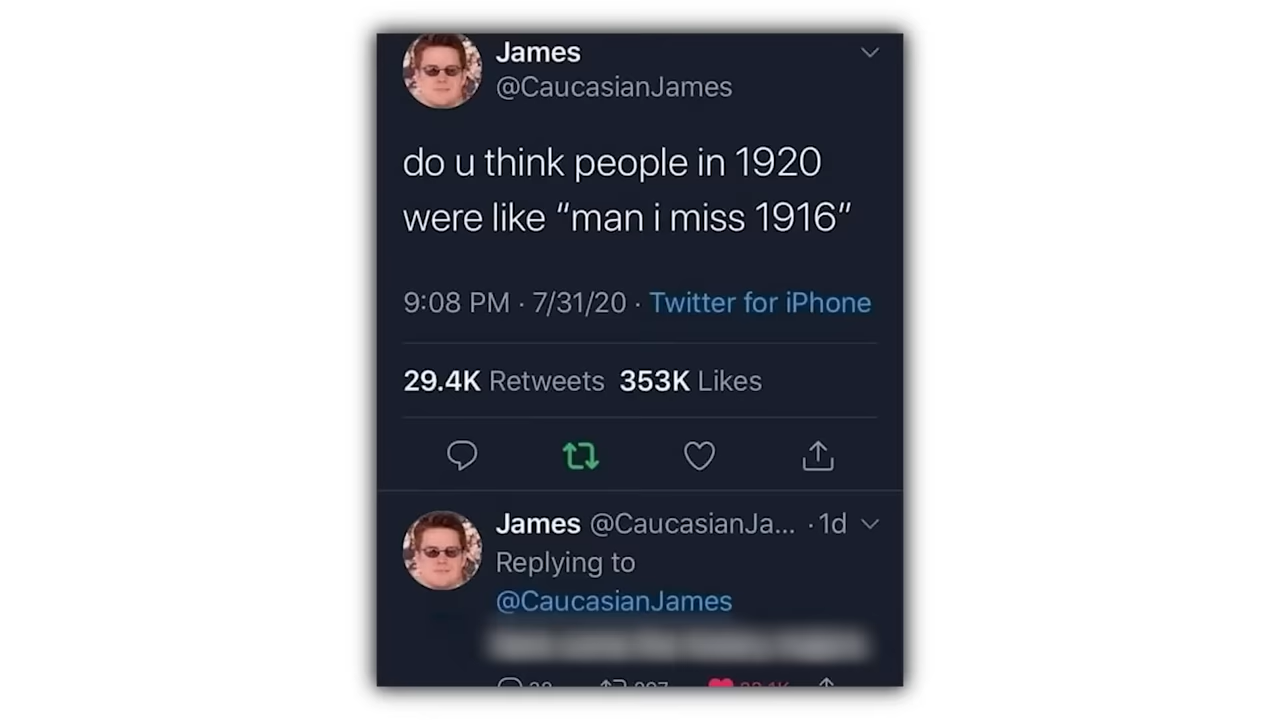 James
@CaucasianJames
do u think people in 1920
were like “man i miss 1916”
9:08 PM · 7/31/20 · Twitter for iPhone
29.4K Retweets 353K Likes
James @CaucasianJa... · 1d
Replying to
@CaucasianJames